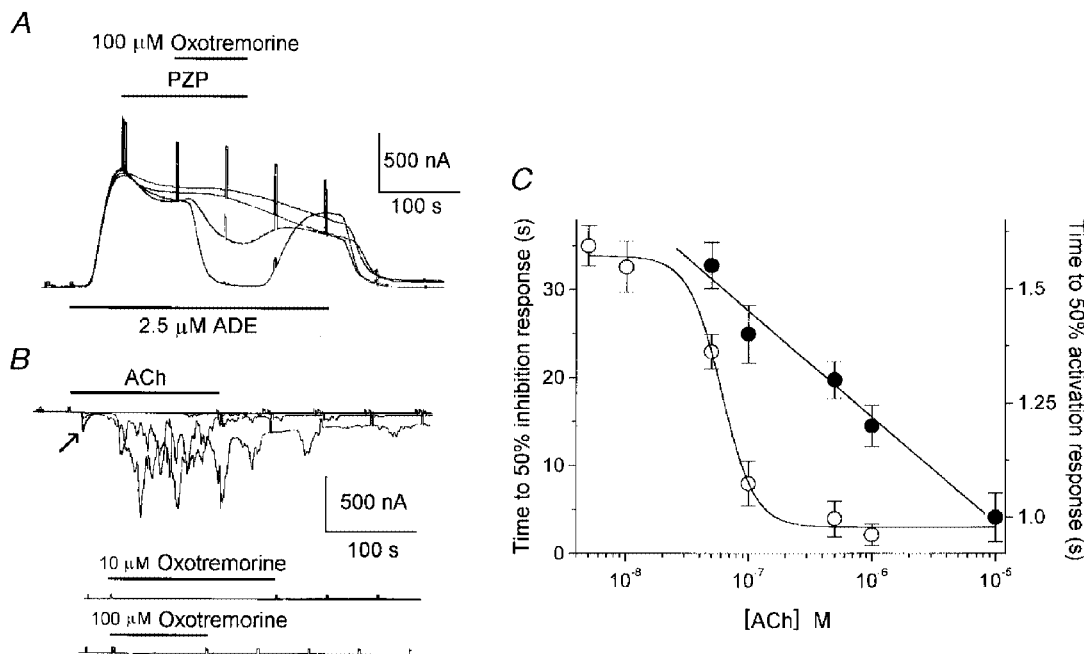 A
100 μM Oxotremorine
PZP
500 nA
100 s
2.5 μM ADE
B
ACh
500 nA
100 s
10 μM Oxotremorine
100 μM Oxotremorine
C
Time to 50% inhibition response (s)
30
20
10
0
10⁻⁸
10⁻⁷
10⁻⁶
10⁻⁵
[ACh] M
1.5
1.25
1.0
Time to 50% activation response (s)